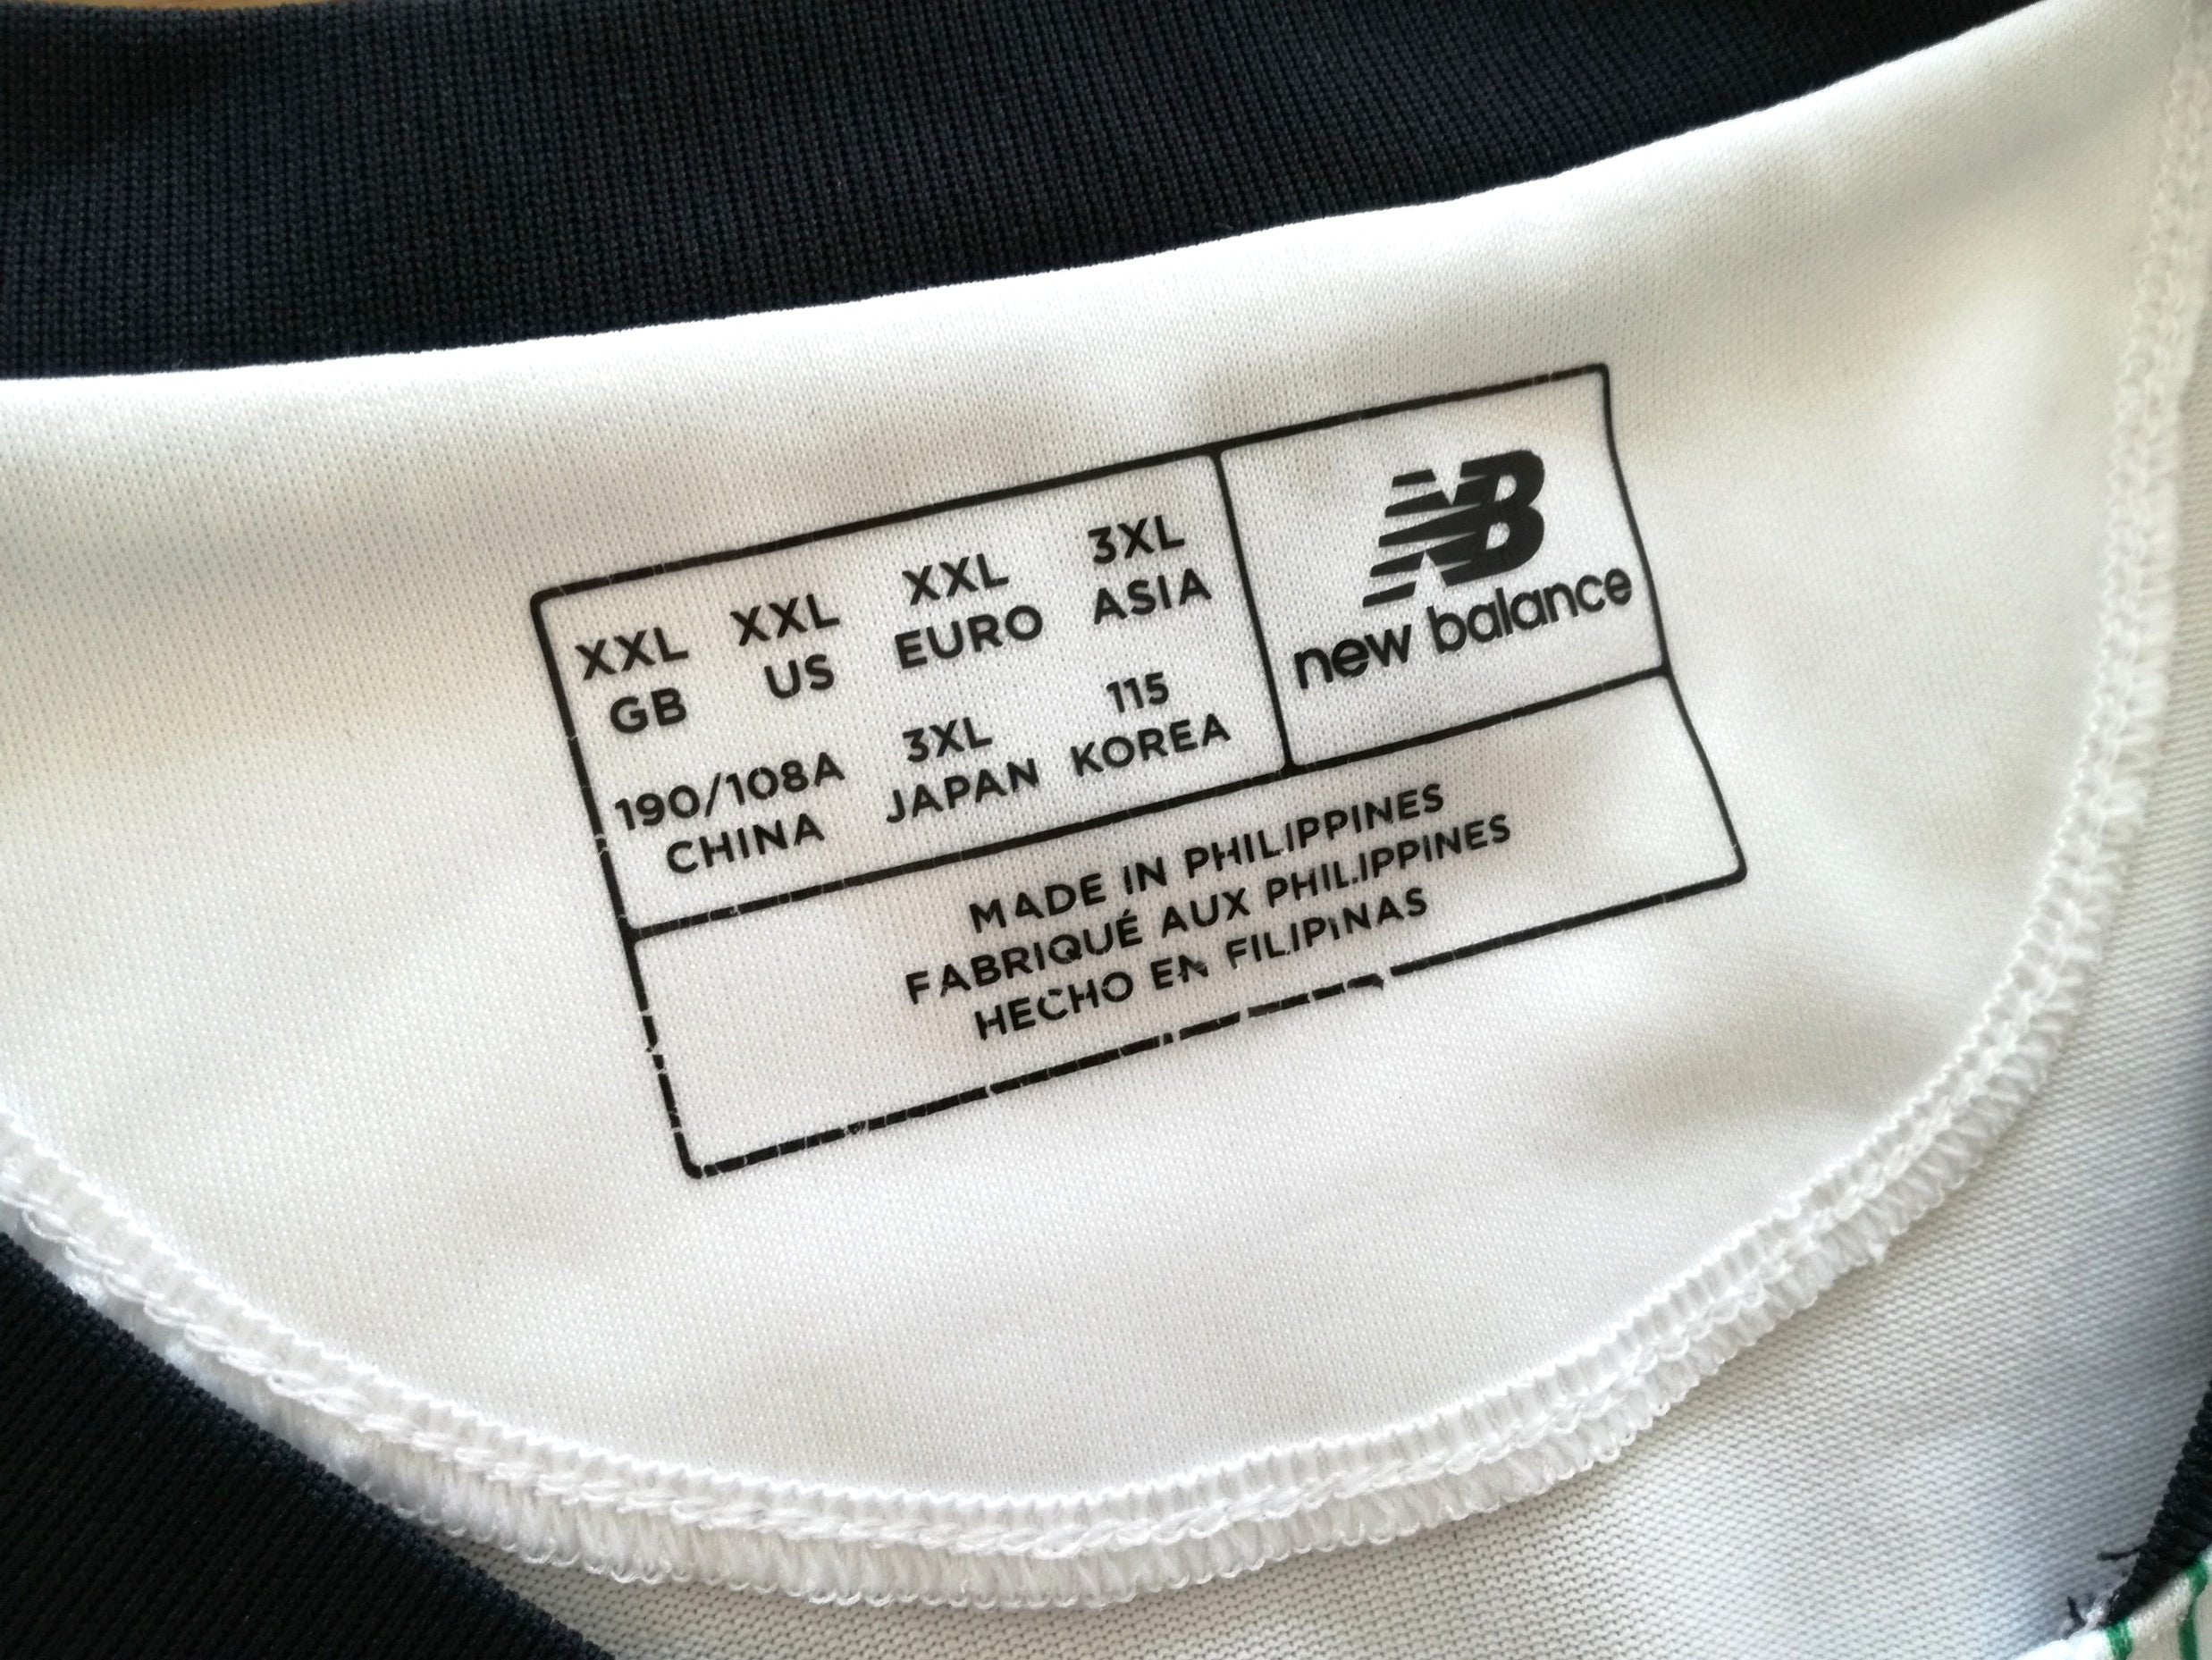 XXL XXL XXL 3XL
GB US EURO ASIA
190/108A 3XL 115
CHINA JAPAN KOREA
NB
new balance
MADE IN PHILIPPINES
FABRIQUÉ AUX PHILIPPINES
HECHO EN FILIPINAS